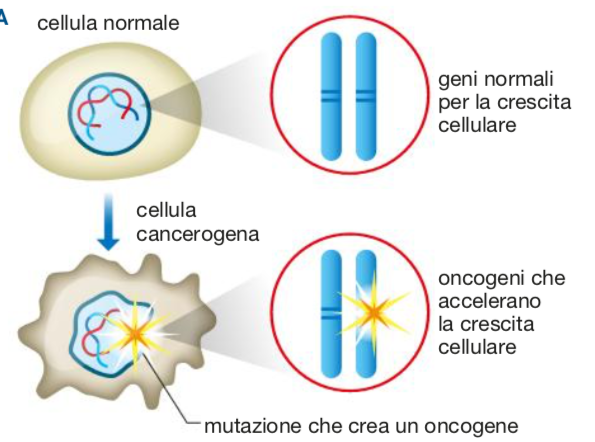 A
cellula normale
geni normali
per la crescita
cellulare
cellula
cancerogena
oncogeni che
accelerano
la crescita
cellulare
mutazione che crea un oncogene